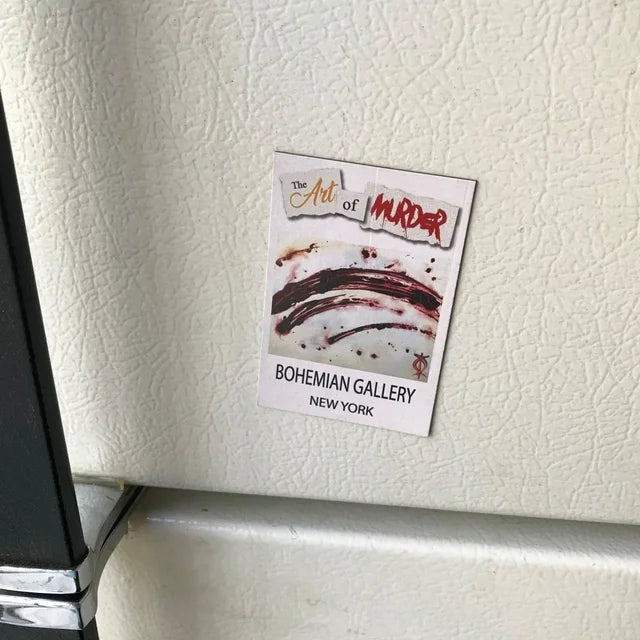 The Art of MURDER
BOHEMIAN GALLERY
NEW YORK